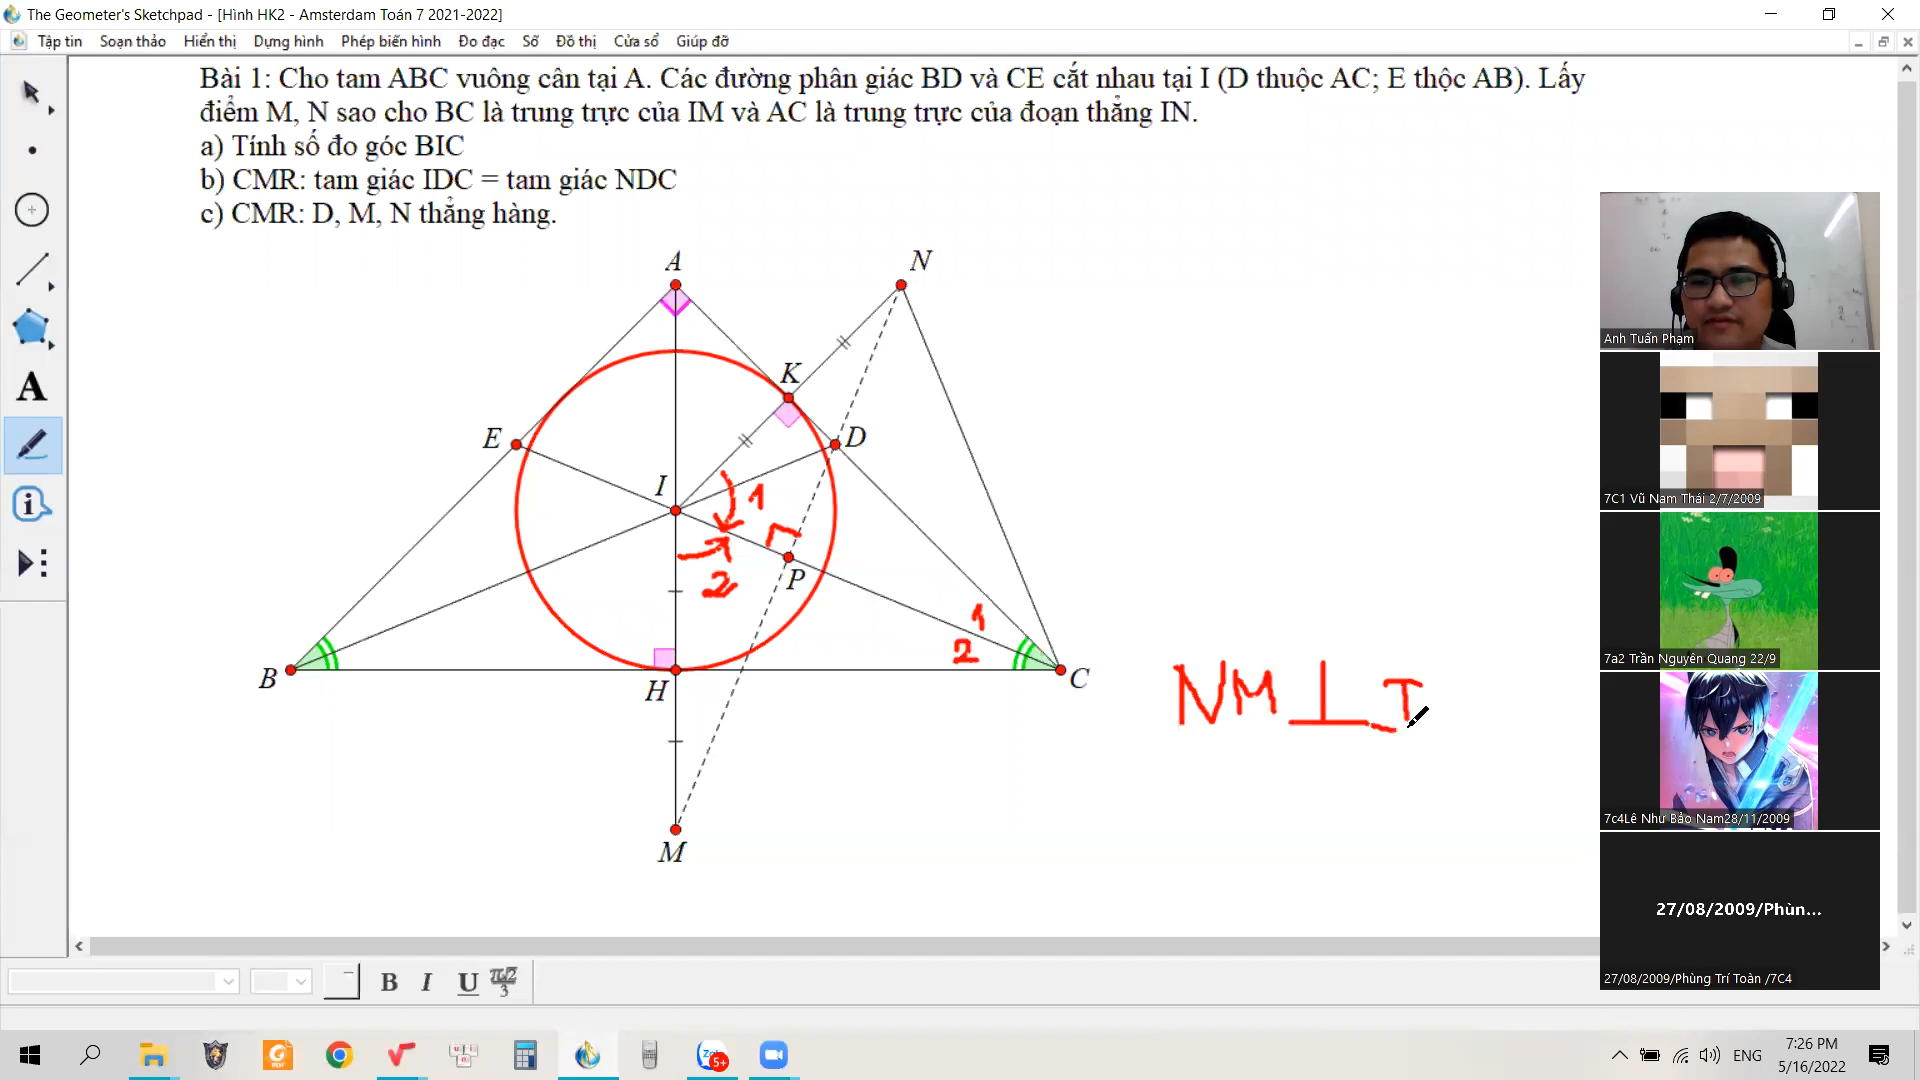 The Geometer's Sketchpad - [Hình HK2 - Amsterdam Toán 7 2021-2022]
Tập tin Soạn thảo Hiển thị Dựng hình Phép biến hình Đo đạc Số Đồ thị Cửa sổ Giúp đỡ
Bài 1: Cho tam ABC vuông cân tại A. Các đường phân giác BD và CE cắt nhau tại I (D thuộc AC; E thộc AB). Lấy
điểm M, N sao cho BC là trung trực của IM và AC là trung trực của đoạn thẳng IN.
a) Tính số đo góc BIC
b) CMR: tam giác IDC = tam giác NDC
c) CMR: D, M, N thẳng hàng.
A
N
K
E
D
I
1
2
P
1
2
B
H
C
M
NM ⊥ I
A
Anh Tuấn Phạm
7C1 Vũ Nam Thái 2/7/2009
7a2 Trần Nguyên Quang 22/9
7c4Lê Như Bảo Nam28/11/2009
27/08/2009/Phùn...
27/08/2009/Phùng Trí Toàn /7C4
B I U
ENG
7:26 PM
5/16/2022
5+